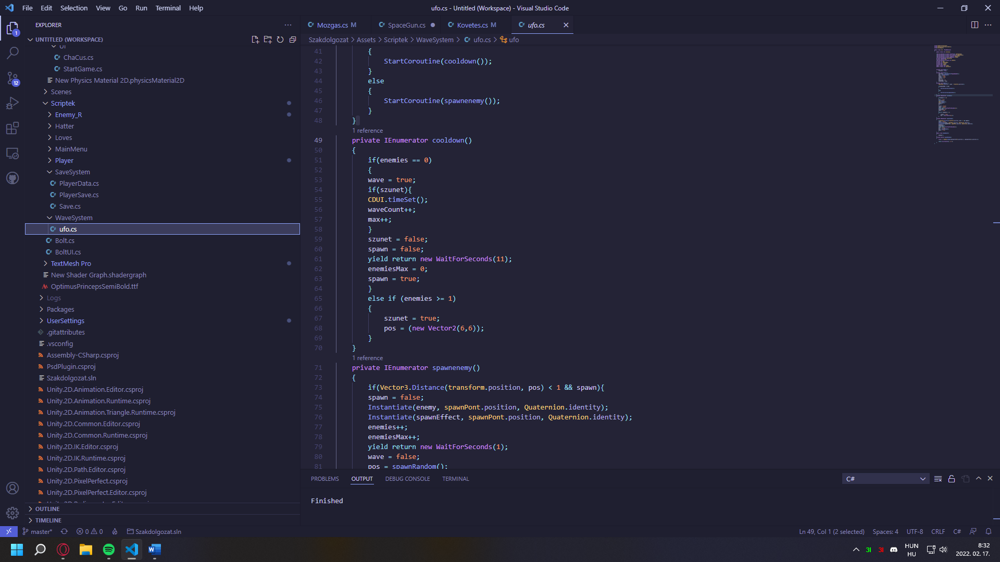 File Edit Selection View Go Run Terminal Help
ufo.cs - Untitled (Workspace) - Visual Studio Code
EXPLORER
UNTITLED (WORKSPACE)
UI
ChaCus.cs
StartGame.cs
New Physics Material 2D.physicsMaterial2D
Scenes
Scriptek
Enemy_R
Hatter
Loves
MainMenu
Player
SaveSystem
PlayerData.cs
PlayerSave.cs
Save.cs
WaveSystem
ufo.cs
Bolt.cs
BoltUI.cs
TextMesh Pro
New Shader Graph.shadergraph
OptimusPrincepsSemiBold.ttf
Logs
Packages
UserSettings
.gitattributes
.vsconfig
Assembly-CSharp.csproj
PsdPlugin.csproj
Szakdolgozat.sln
Unity.2D.Animation.Editor.csproj
Unity.2D.Animation.Runtime.csproj
Unity.2D.Animation.Triangle.Runtime.csproj
Unity.2D.Common.Editor.csproj
Unity.2D.Common.Runtime.csproj
Unity.2D.IK.Editor.csproj
Unity.2D.IK.Runtime.csproj
Unity.2D.Path.Editor.csproj
Unity.2D.PixelPerfect.csproj
Unity.2D.PixelPerfect.Editor.csproj
OUTLINE
TIMELINE
1
12
Mozgas.cs M
SpaceGun.cs
Kovetes.cs M
ufo.cs
Szakdolgozat > Assets > Scriptek > WaveSystem > ufo.cs > ufo
41 {
42 StartCoroutine(cooldown());
43 }
44 else
45 {
46 StartCoroutine(spawnenemy());
47 }
48 }
1 reference
49 private IEnumerator cooldown()
50 {
51 if(enemies == 0)
52 {
53 wave = true;
54 if(szunet){
55 CDUI.timeSet();
56 waveCount++;
57 max++;
58 }
59 szunet = false;
60 spawn = false;
61 yield return new WaitForSeconds(11);
62 enemiesMax = 0;
63 spawn = true;
64 }
65 else if (enemies >= 1)
66 {
67 szunet = true;
68 pos = (new Vector2(6,6));
69 }
70 }
1 reference
71 private IEnumerator spawnenemy()
72 {
73 if(Vector3.Distance(transform.position, pos) < 1 && spawn){
74 spawn = false;
75 Instantiate(enemy, spawnPont.position, Quaternion.identity);
76 Instantiate(spawnEffect, spawnPont.position, Quaternion.identity);
77 enemies++;
78 enemiesMax++;
79 yield return new WaitForSeconds(1);
80 wave = false;
81 pos = spawnRandom();
PROBLEMS OUTPUT DEBUG CONSOLE TERMINAL
C#
Finished
master* 0 0 Szakdolgozat.sln
Ln 49, Col 1 (2 selected) Spaces: 4 UTF-8 CRLF C#
HUN
HU
8:32
2022. 02. 17.